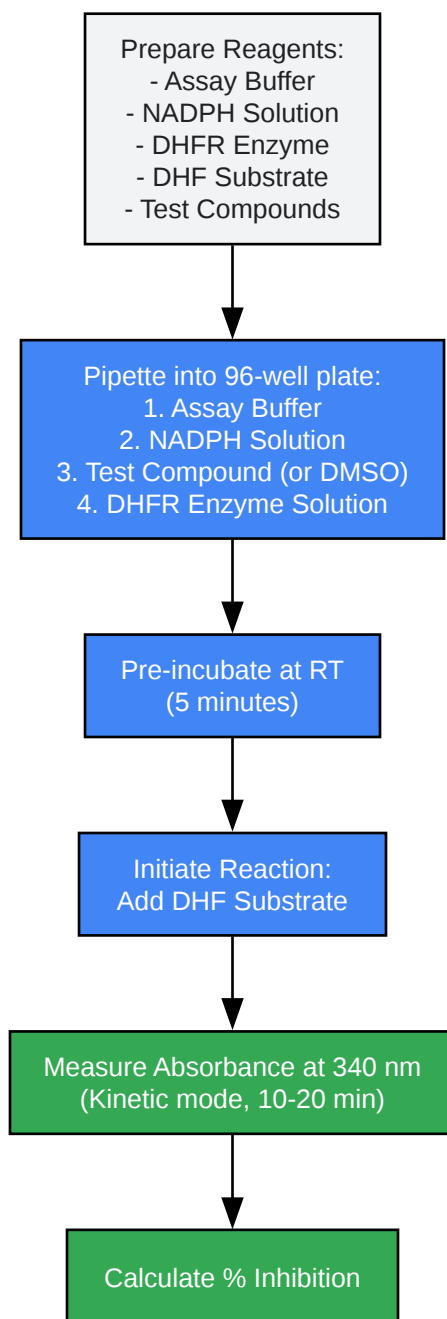 Prepare Reagents:
- Assay Buffer
- NADPH Solution
- DHFR Enzyme
- DHF Substrate
- Test Compounds
Pipette into 96-well plate:
1. Assay Buffer
2. NADPH Solution
3. Test Compound (or DMSO)
4. DHFR Enzyme Solution
Pre-incubate at RT
(5 minutes)
Initiate Reaction:
Add DHF Substrate
Measure Absorbance at 340 nm
(Kinetic mode, 10-20 min)
Calculate % Inhibition